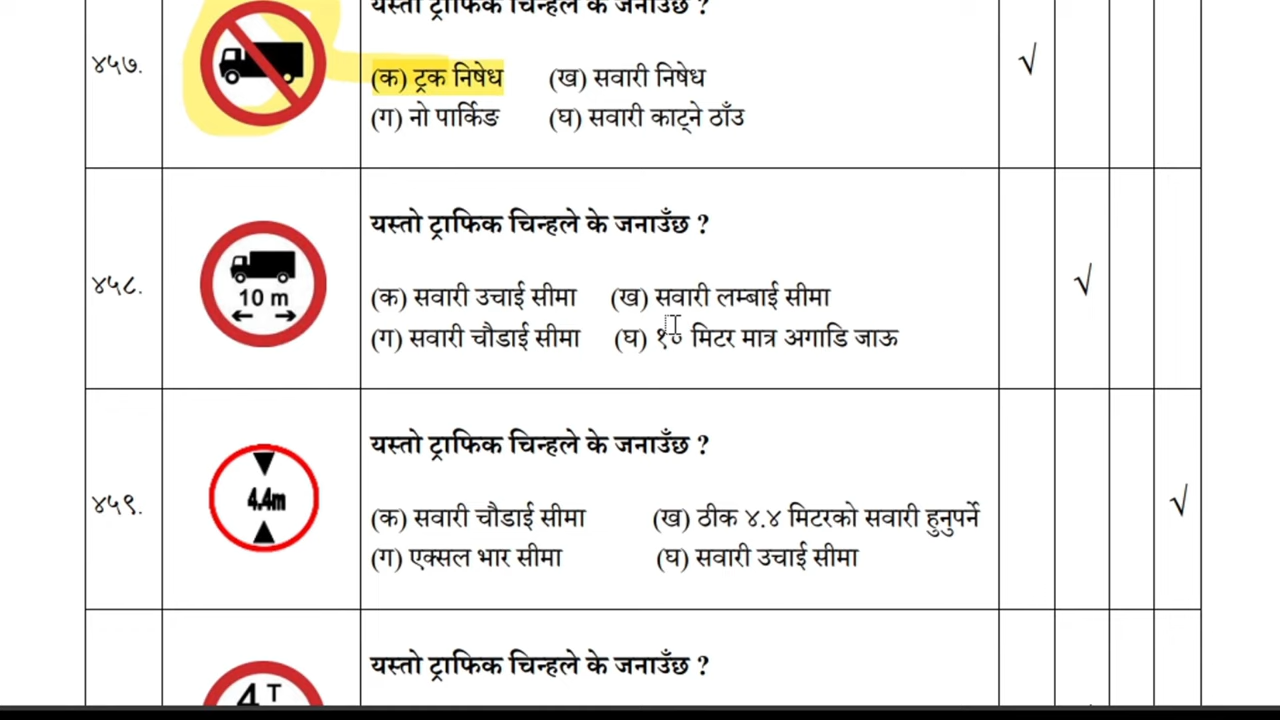 यस्तो ट्राफिक चिन्हले के जनाउँछ ?
४५७.
(क) ट्रक निषेध (ख) सवारी निषेध
(ग) नो पार्किङ (घ) सवारी काट्ने ठाँउ
√
यस्तो ट्राफिक चिन्हले के जनाउँछ ?
४५८.
10 m
(क) सवारी उचाई सीमा (ख) सवारी लम्बाई सीमा
(ग) सवारी चौडाई सीमा (घ) १० मिटर मात्र अगाडि जाऊ
√
यस्तो ट्राफिक चिन्हले के जनाउँछ ?
४५९.
4.4m
(क) सवारी चौडाई सीमा (ख) ठीक ४.४ मिटरको सवारी हुनुपर्ने
(ग) एक्सल भार सीमा (घ) सवारी उचाई सीमा
√
यस्तो ट्राफिक चिन्हले के जनाउँछ ?
4 T